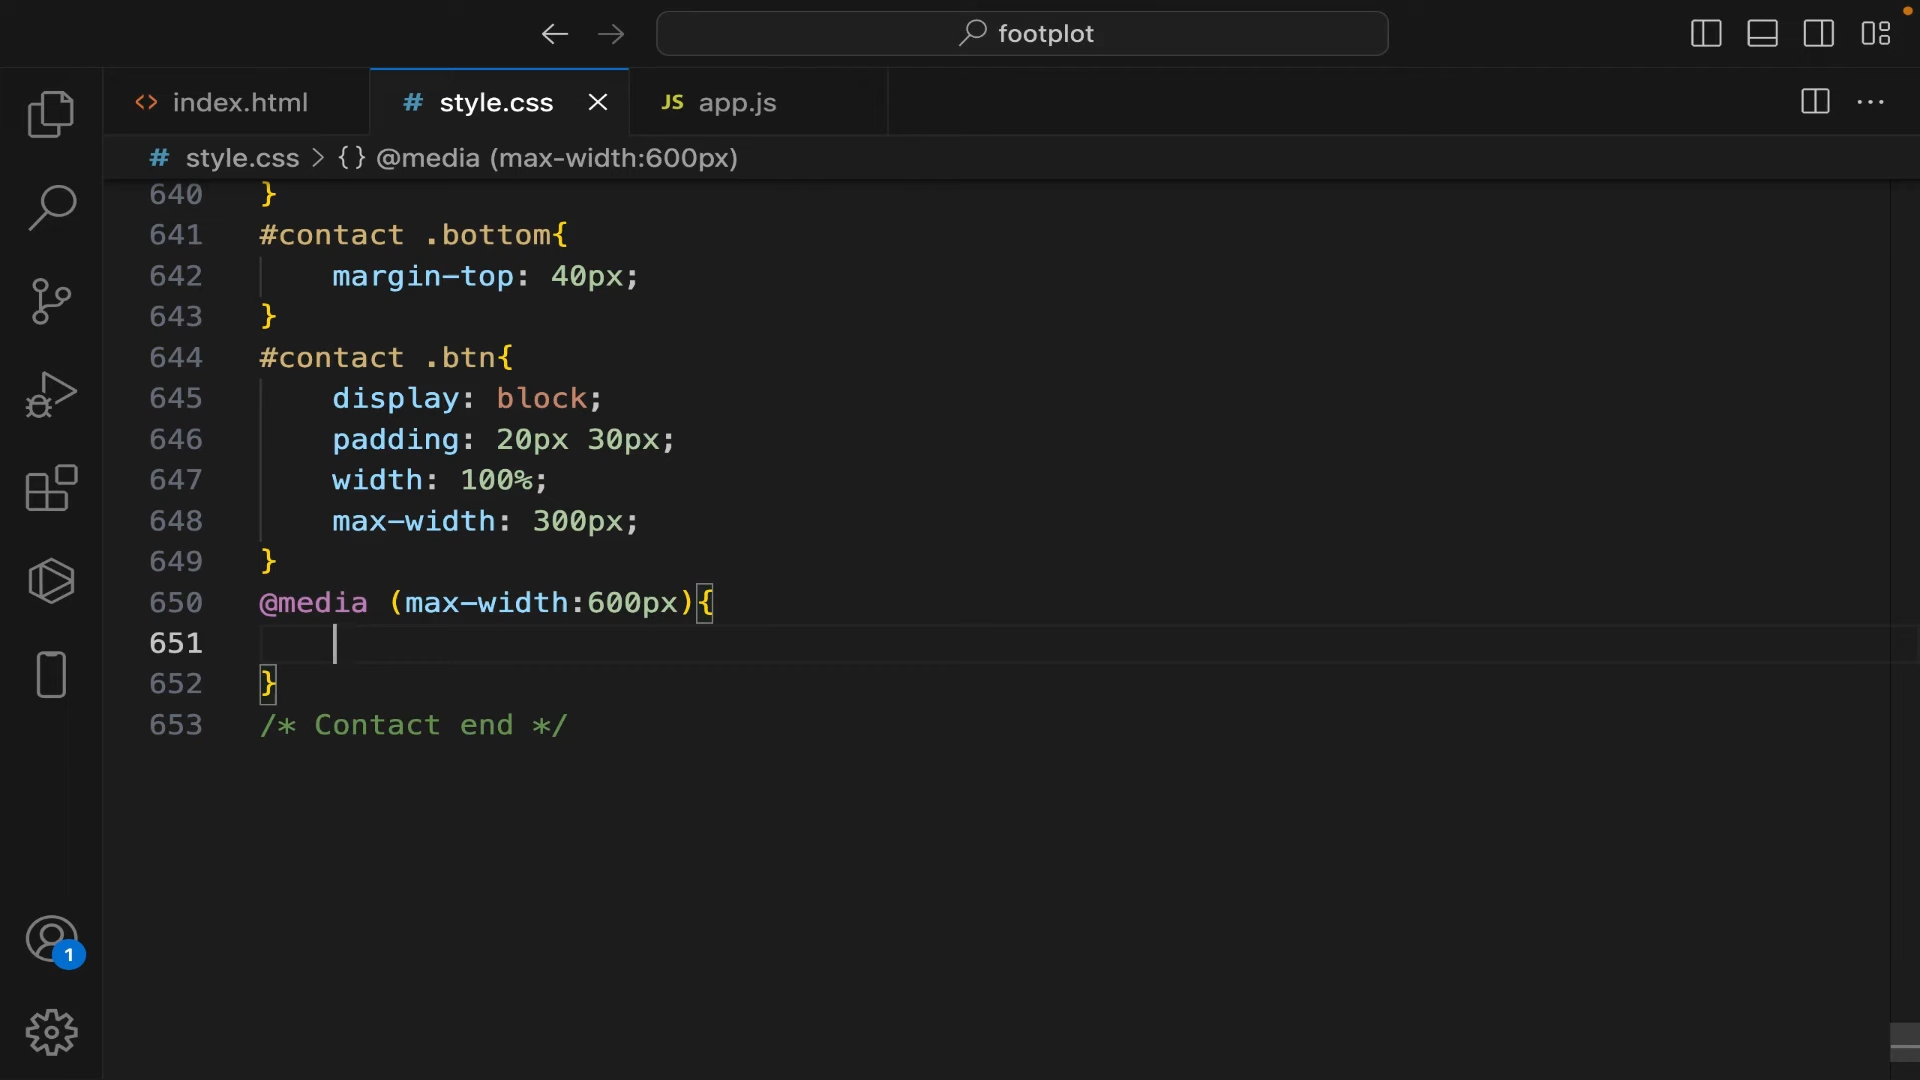 footplot
<> index.html # style.css JS app.js
# style.css > {} @media (max-width:600px)
640 }
641 #contact .bottom{
642 margin-top: 40px;
643 }
644 #contact .btn{
645 display: block;
646 padding: 20px 30px;
647 width: 100%;
648 max-width: 300px;
649 }
650 @media (max-width:600px){
651
652 }
653 /* Contact end */
1